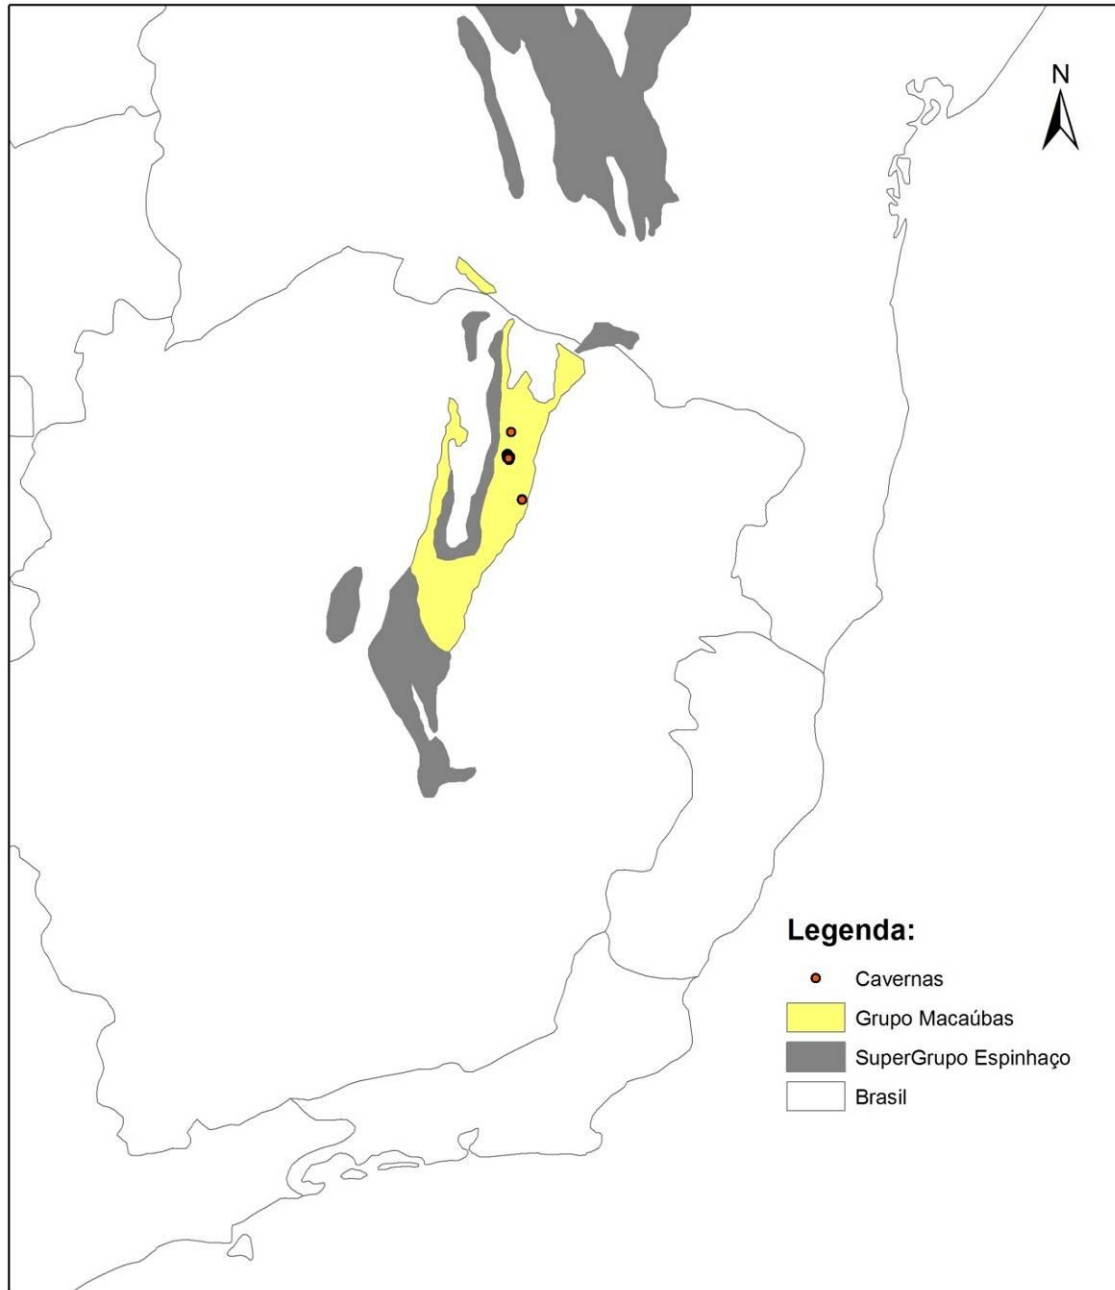 N
Legenda:
Cavernas
Grupo Macaúbas
SuperGrupo Espinhaço
Brasil